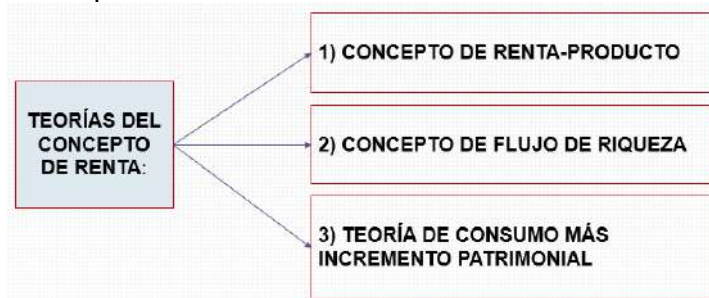 TEORÍAS DEL
CONCEPTO
DE RENTA:
1) CONCEPTO DE RENTA-PRODUCTO
2) CONCEPTO DE FLUJO DE RIQUEZA
3) TEORÍA DE CONSUMO MÁS
INCREMENTO PATRIMONIAL